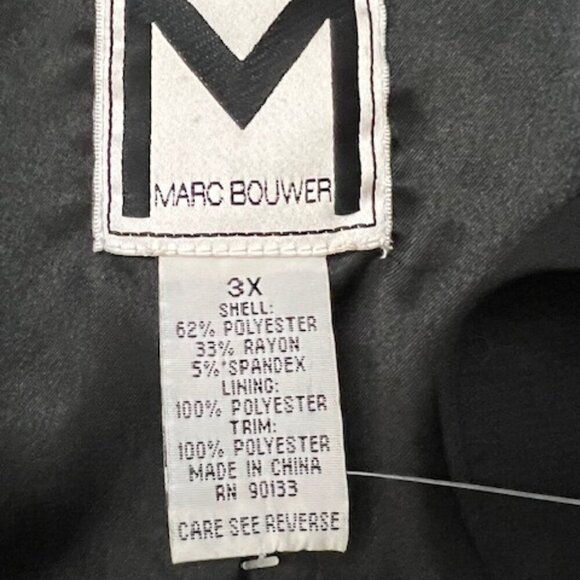 M
MARC BOUWER
3X
SHELL:
62% POLYESTER
33% RAYON
5% SPANDEX
LINING:
100% POLYESTER
TRIM:
100% POLYESTER
MADE IN CHINA
RN 90133
CARE SEE REVERSE